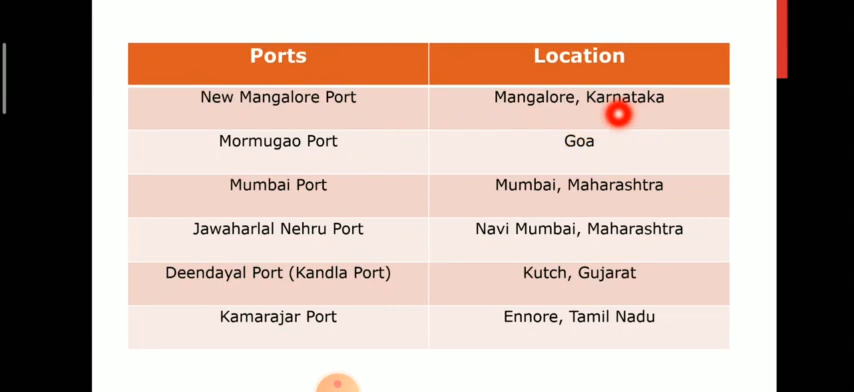 Ports Location
New Mangalore Port Mangalore, Karnataka
Mormugao Port Goa
Mumbai Port Mumbai, Maharashtra
Jawaharlal Nehru Port Navi Mumbai, Maharashtra
Deendayal Port (Kandla Port) Kutch, Gujarat
Kamarajar Port Ennore, Tamil Nadu